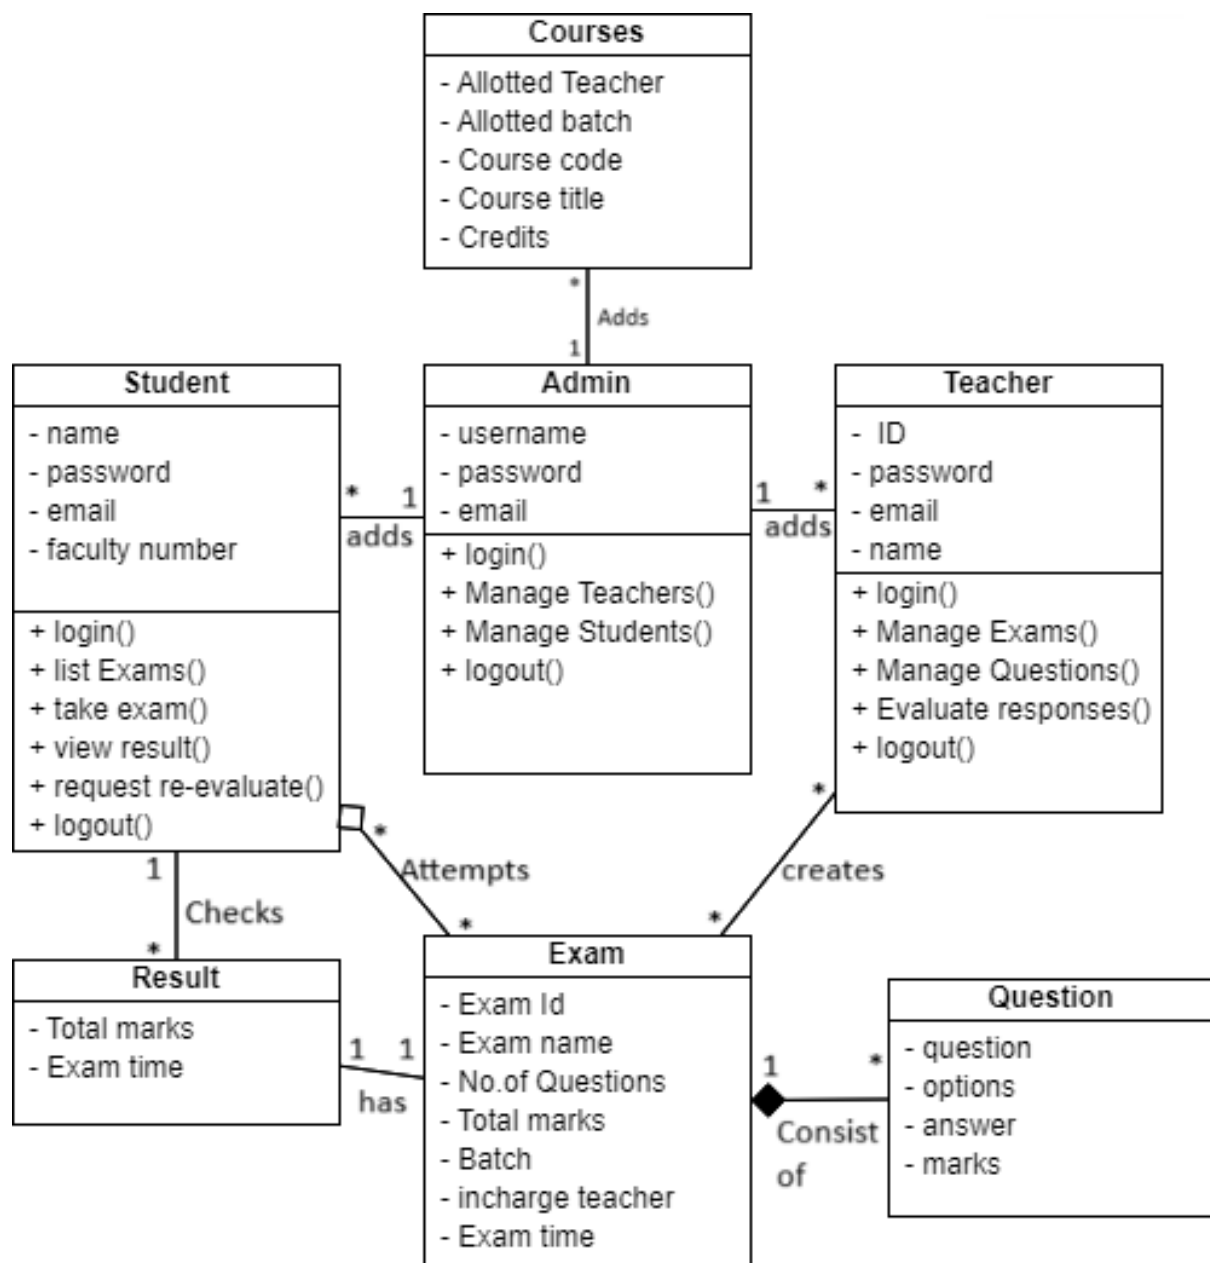 Courses
- Allotted Teacher
- Allotted batch
- Course code
- Course title
- Credits
*
Adds
1
Student
- name
- password
- email
- faculty number
+ login()
+ list Exams()
+ take exam()
+ view result()
+ request re-evaluate()
+ logout()
* 1
adds
Admin
- username
- password
- email
+ login()
+ Manage Teachers()
+ Manage Students()
+ logout()
1 *
adds
Teacher
- ID
- password
- email
- name
+ login()
+ Manage Exams()
+ Manage Questions()
+ Evaluate responses()
+ logout()
1
Checks
*
*
Attempts
*
*
creates
*
Result
- Total marks
- Exam time
1 1
has
Exam
- Exam Id
- Exam name
- No.of Questions
- Total marks
- Batch
- incharge teacher
- Exam time
1 *
Consist
of
Question
- question
- options
- answer
- marks